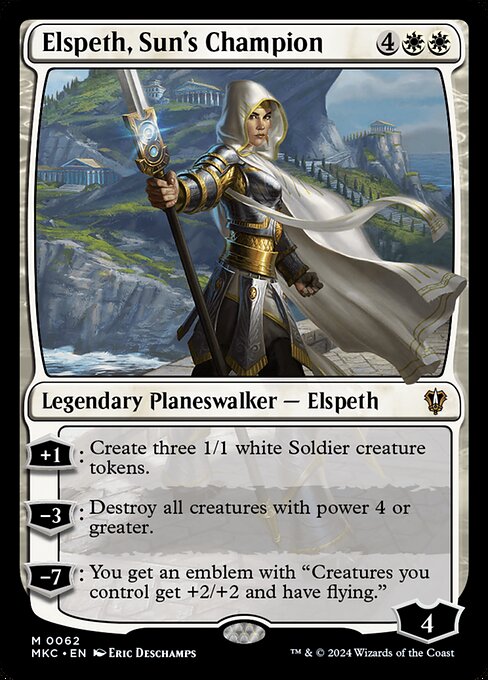 Elspeth, Sun's Champion 4
Legendary Planeswalker — Elspeth
+1 : Create three 1/1 white Soldier creature
tokens.
-3 : Destroy all creatures with power 4 or
greater.
-7 : You get an emblem with “Creatures you
control get +2/+2 and have flying.”
4
M 0062
MKC • EN Eric Deschamps
™ & © 2024 Wizards of the Coast